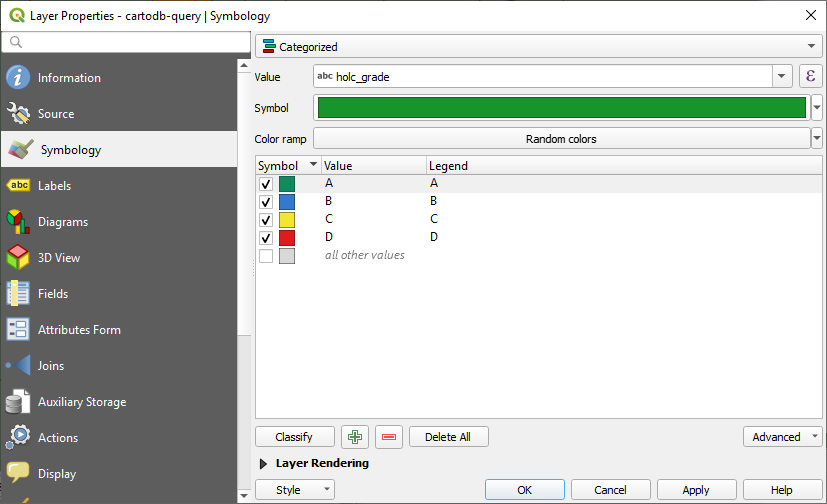 Layer Properties - cartodb-query | Symbology
Categorized
Information
Value abc holc_grade ε
Source
Symbol
Symbology
Color ramp Random colors
Symbol Value Legend
abc Labels
A A
B B
Diagrams
C C
D D
3D View
all other values
Fields
Attributes Form
Joins
Auxiliary Storage
Actions
Classify Delete All Advanced
Layer Rendering
Display
Style OK Cancel Apply Help